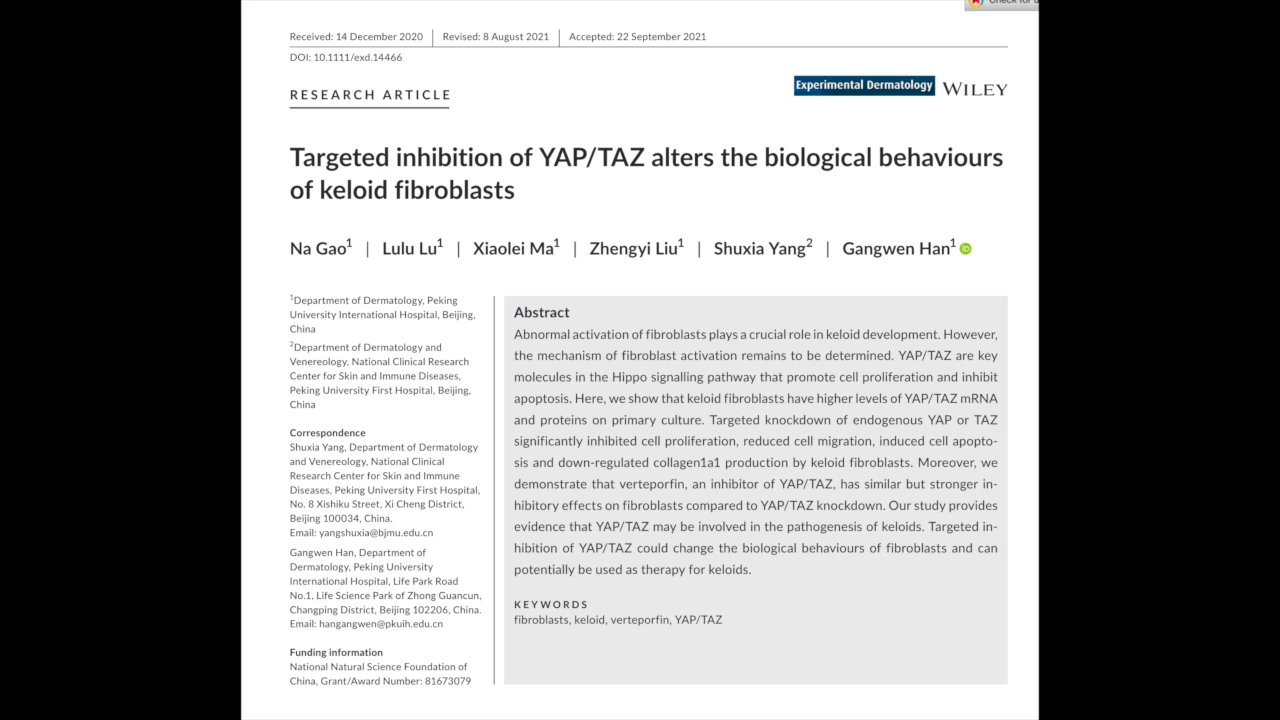 Check for
Received: 14 December 2020 | Revised: 8 August 2021 | Accepted: 22 September 2021
DOI: 10.1111/exd.14466
RESEARCH ARTICLE
Experimental Dermatology WILEY
Targeted inhibition of YAP/TAZ alters the biological behaviours
of keloid fibroblasts
Na Gao1 | Lulu Lu1 | Xiaolei Ma1 | Zhengyi Liu1 | Shuxia Yang2 | Gangwen Han1
1Department of Dermatology, Peking
University International Hospital, Beijing,
China
2Department of Dermatology and
Venereology, National Clinical Research
Center for Skin and Immune Diseases,
Peking University First Hospital, Beijing,
China
Correspondence
Shuxia Yang, Department of Dermatology
and Venereology, National Clinical
Research Center for Skin and Immune
Diseases, Peking University First Hospital,
No. 8 Xishiku Street, Xi Cheng District,
Beijing 100034, China.
Email: yangshuxia@bjmu.edu.cn
Gangwen Han, Department of
Dermatology, Peking University
International Hospital, Life Park Road
No.1, Life Science Park of Zhong Guancun,
Changping District, Beijing 102206, China.
Email: hangangwen@pkuih.edu.cn
Funding information
National Natural Science Foundation of
China, Grant/Award Number: 81673079
Abstract
Abnormal activation of fibroblasts plays a crucial role in keloid development. However,
the mechanism of fibroblast activation remains to be determined. YAP/TAZ are key
molecules in the Hippo signalling pathway that promote cell proliferation and inhibit
apoptosis. Here, we show that keloid fibroblasts have higher levels of YAP/TAZ mRNA
and proteins on primary culture. Targeted knockdown of endogenous YAP or TAZ
significantly inhibited cell proliferation, reduced cell migration, induced cell apopto-
sis and down-regulated collagen1a1 production by keloid fibroblasts. Moreover, we
demonstrate that verteporfin, an inhibitor of YAP/TAZ, has similar but stronger in-
hibitory effects on fibroblasts compared to YAP/TAZ knockdown. Our study provides
evidence that YAP/TAZ may be involved in the pathogenesis of keloids. Targeted in-
hibition of YAP/TAZ could change the biological behaviours of fibroblasts and can
potentially be used as therapy for keloids.
KEYWORDS
fibroblasts, keloid, verteporfin, YAP/TAZ